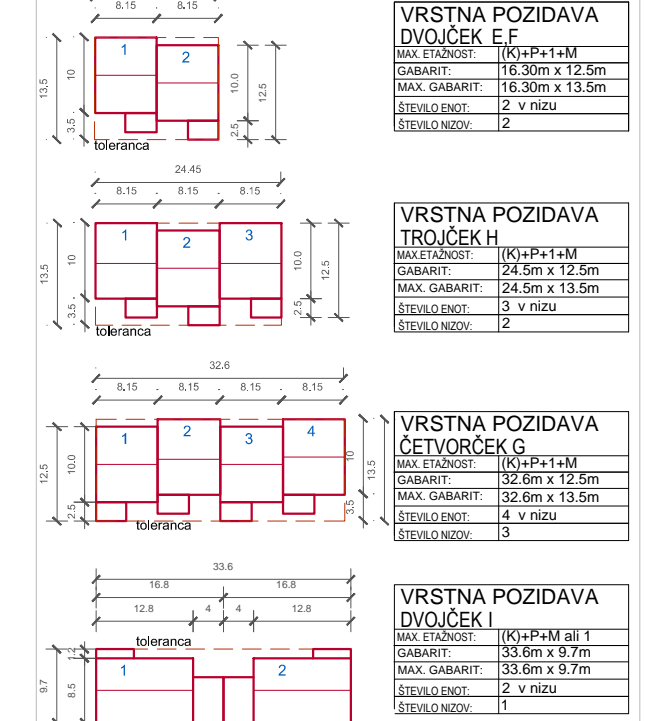 8.15 8.15
13.5
10
3.5
1
2
10.0
2.5
12.5
toleranca
VRSTNA POZIDAVA
DVOJČEK E,F
MAX. ETAŽNOST: (K)+P+1+M
GABARIT: 16.30m x 12.5m
MAX. GABARIT: 16.30m x 13.5m
ŠTEVILO ENOT: 2 v nizu
ŠTEVILO NIZOV: 2
24.45
8.15 8.15 8.15
13.5
10
3.5
1
2
3
10.0
2.5
12.5
toleranca
VRSTNA POZIDAVA
TROJČEK H
MAX.ETAŽNOST: (K)+P+1+M
GABARIT: 24.5m x 12.5m
MAX. GABARIT: 24.5m x 13.5m
ŠTEVILO ENOT: 3 v nizu
ŠTEVILO NIZOV: 2
32.6
8.15 8.15 8.15 8.15
12.5
10.0
2.5
1
2
3
4
10
3.5
13.5
toleranca
VRSTNA POZIDAVA
ČETVORČEK G
MAX. ETAŽNOST: (K)+P+1+M
GABARIT: 32.6m x 12.5m
MAX. GABARIT: 32.6m x 13.5m
ŠTEVILO ENOT: 4 v nizu
ŠTEVILO NIZOV: 3
33.6
16.8 16.8
12.8 4 4 12.8
toleranca
1.2
9.7
8.5
1
2
VRSTNA POZIDAVA
DVOJČEK I
MAX. ETAŽNOST: (K)+P+M ali 1
GABARIT: 33.6m x 9.7m
MAX. GABARIT: 33.6m x 9.7m
ŠTEVILO ENOT: 2 v nizu
ŠTEVILO NIZOV: 1